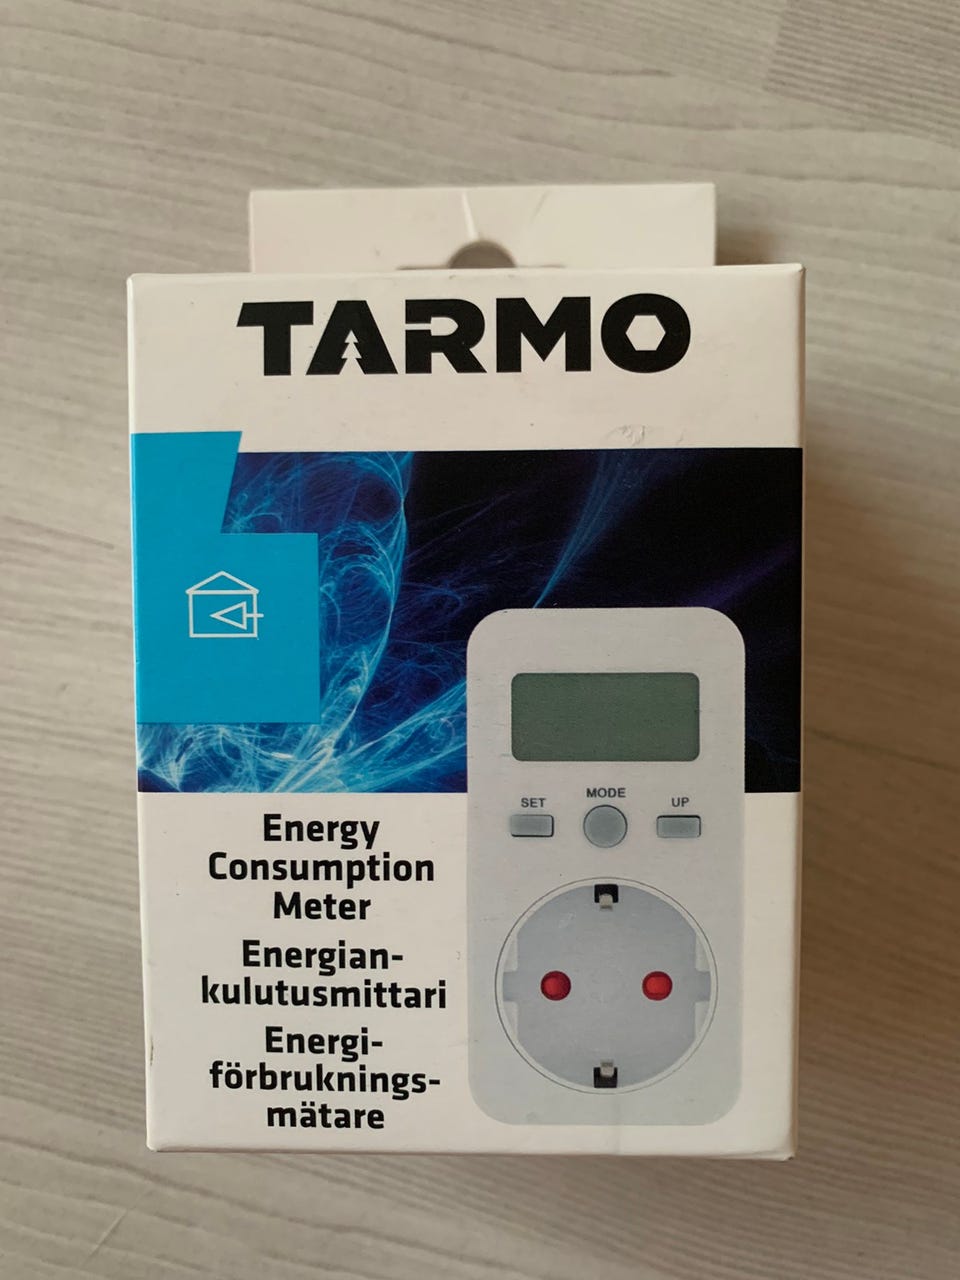 TARMO
SET
MODE
UP
Energy
Consumption
Meter
Energian-
kulutusmittari
Energi-
förbruknings-
mätare